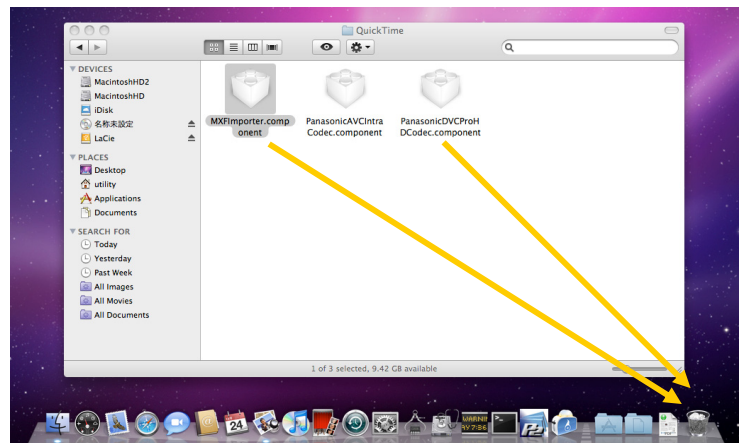 QuickTime
DEVICES
MacintoshHD2
MacintoshHD
iDisk
名称未設定
LaCie
PLACES
Desktop
utility
Applications
Documents
SEARCH FOR
Today
Yesterday
Past Week
All Images
All Movies
All Documents
MXFImporter.comp
onent
PanasonicAVCIntra
Codec.component
PanasonicDVCProH
DCodec.component
1 of 3 selected, 9.42 GB available
24
P2